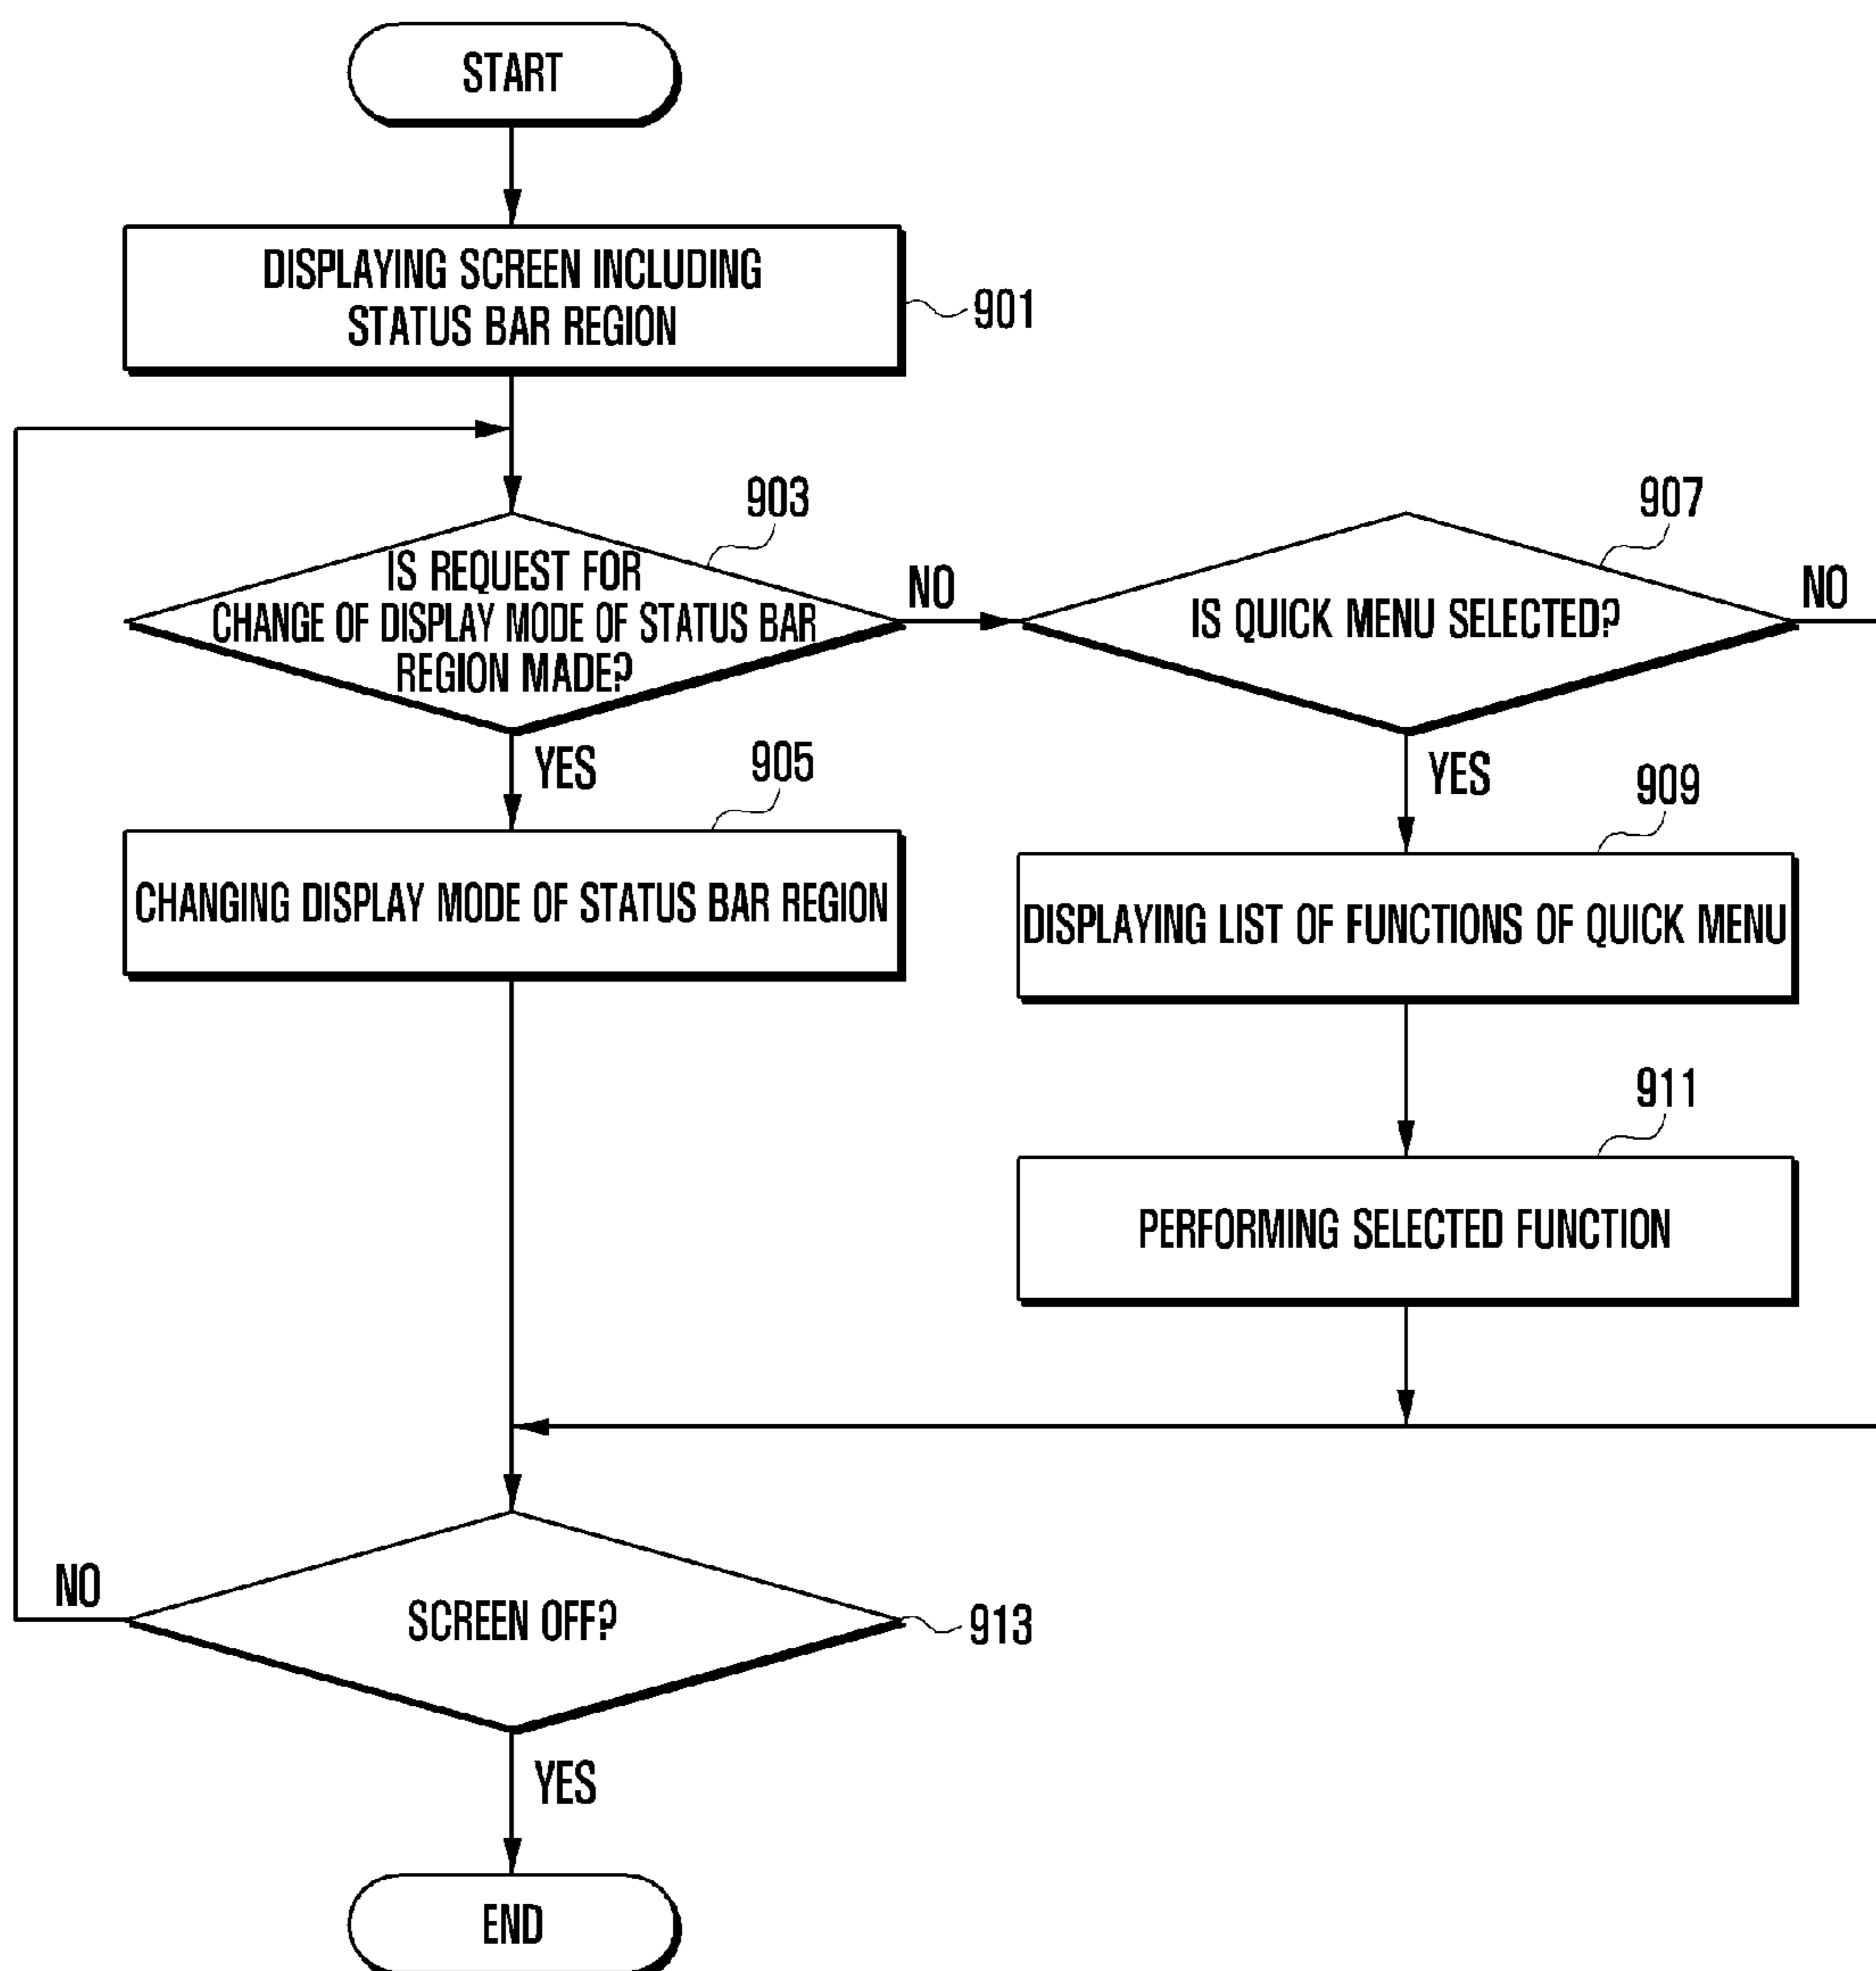 START
DISPLAYING SCREEN INCLUDING
STATUS BAR REGION
901
903
IS REQUEST FOR
CHANGE OF DISPLAY MODE OF STATUS BAR
REGION MADE?
NO
907
IS QUICK MENU SELECTED?
NO
YES
905
CHANGING DISPLAY MODE OF STATUS BAR REGION
YES
909
DISPLAYING LIST OF FUNCTIONS OF QUICK MENU
911
PERFORMING SELECTED FUNCTION
NO
SCREEN OFF?
913
YES
END